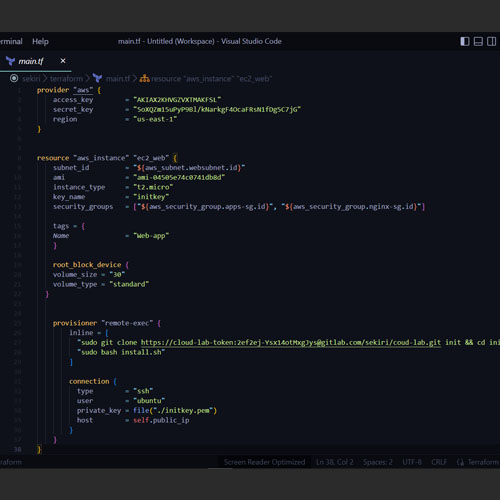 rminal Help main.tf - Untitled (Workspace) - Visual Studio Code
main.tf ×
sekiri > terraform > main.tf > resource "aws_instance" "ec2_web"
1 provider "aws" {
2 access_key = "AKIAX2KHVGZVXTMAKFSL"
3 secret_key = "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"
4 region = "us-east-1"
5 }
6
7
8 resource "aws_instance" "ec2_web" {
9 subnet_id = "${aws_subnet.websubnet.id}"
10 ami = "ami-04505e74c0741db8d"
11 instance_type = "t2.micro"
12 key_name = "initkey"
13 security_groups = ["${aws_security_group.apps-sg.id}", "${aws_security_group.nginx-sg.id}"]
14
15 tags = {
16 Name = "Web-app"
17 }
18
19 root_block_device {
20 volume_size = "30"
21 volume_type = "standard"
22 }
23
24
25 provisioner "remote-exec" {
26 inline = [
27 "sudo git clone https://cloud-lab-token:2ef2ej-Ysx14otMxgJys@gitlab.com/sekiri/coud-lab.git init && cd ini
28 "sudo bash install.sh"
29 ]
30
31 connection {
32 type = "ssh"
33 user = "ubuntu"
34 private_key = file("./initkey.pem")
35 host = self.public_ip
36 }
37 }
38 }
rraform Screen Reader Optimized Ln 38, Col 2 Spaces: 2 UTF-8 CRLF Terraform